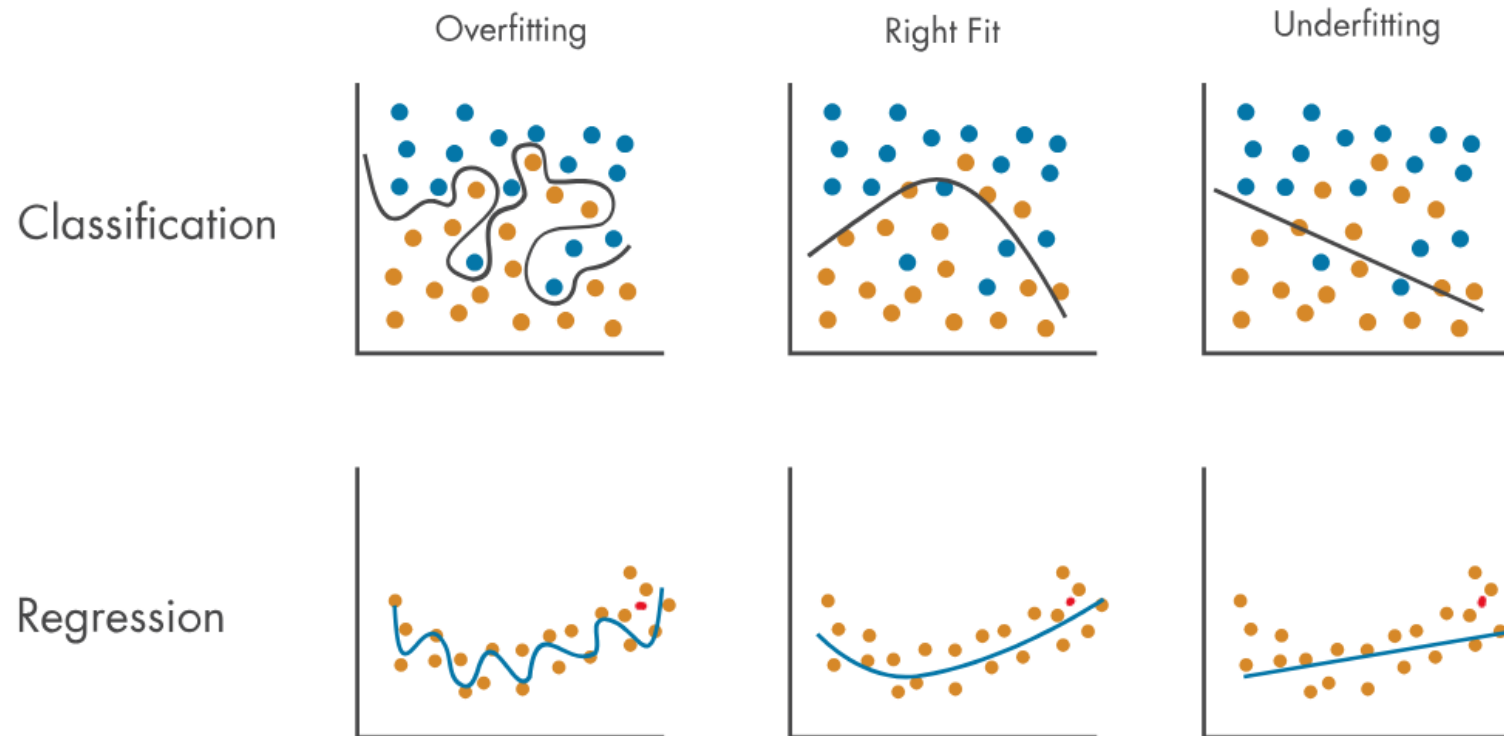 Overfitting
Right Fit
Underfitting
Classification
Regression